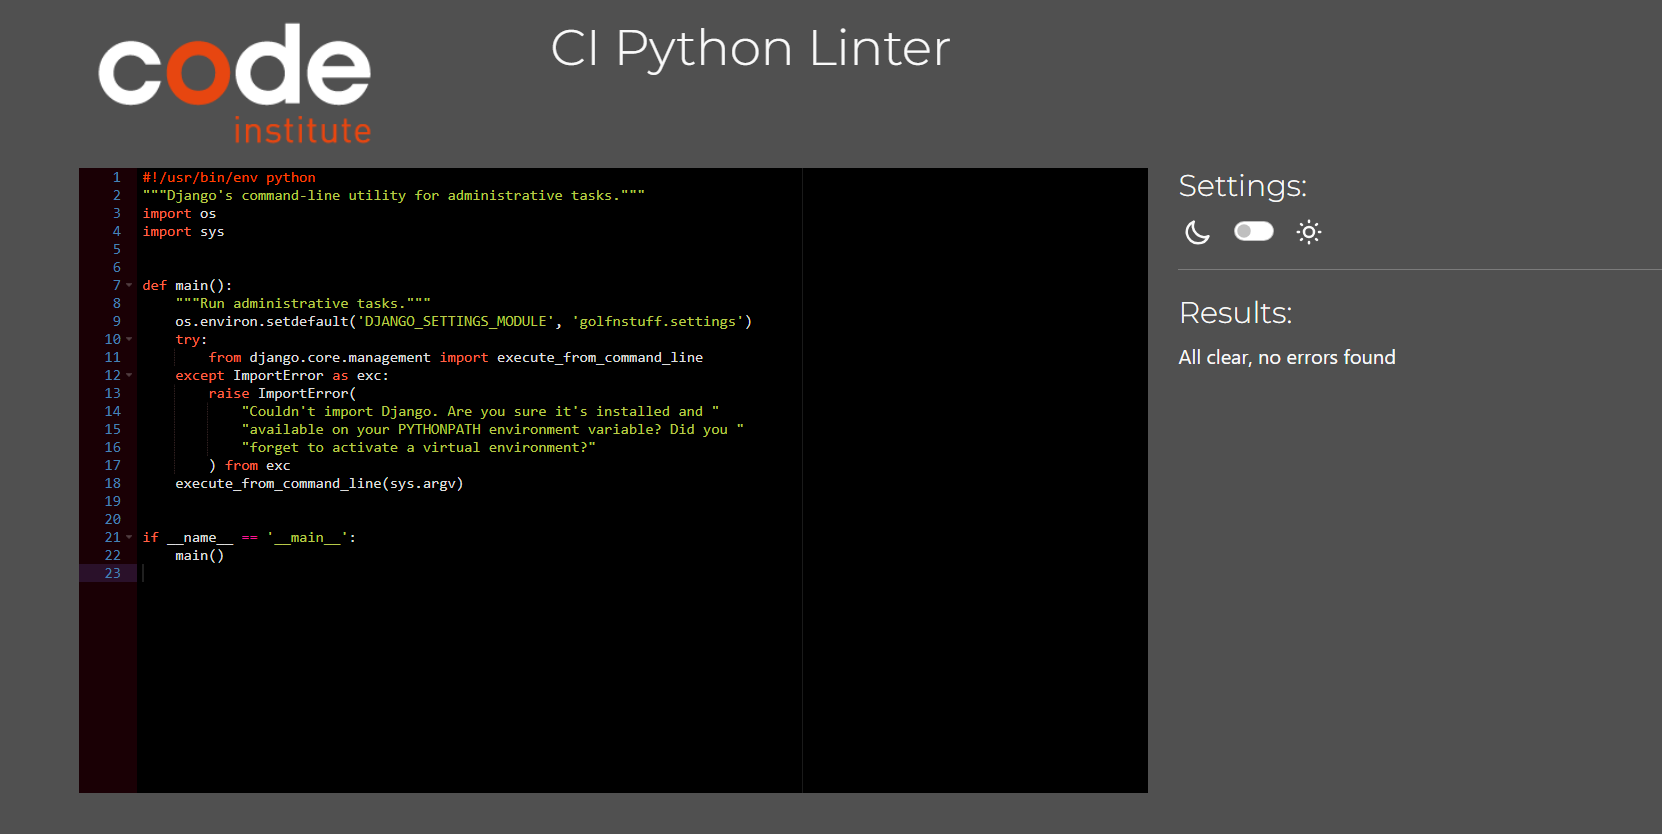 code
institute
CI Python Linter
1 #!/usr/bin/env python
2 """Django's command-line utility for administrative tasks."""
3 import os
4 import sys
5
6
7 def main():
8     """Run administrative tasks."""
9     os.environ.setdefault('DJANGO_SETTINGS_MODULE', 'golfnstuff.settings')
10     try:
11         from django.core.management import execute_from_command_line
12     except ImportError as exc:
13         raise ImportError(
14             "Couldn't import Django. Are you sure it's installed and "
15             "available on your PYTHONPATH environment variable? Did you "
16             "forget to activate a virtual environment?"
17         ) from exc
18     execute_from_command_line(sys.argv)
19
20
21 if __name__ == '__main__':
22     main()
23
Settings:
Results:
All clear, no errors found